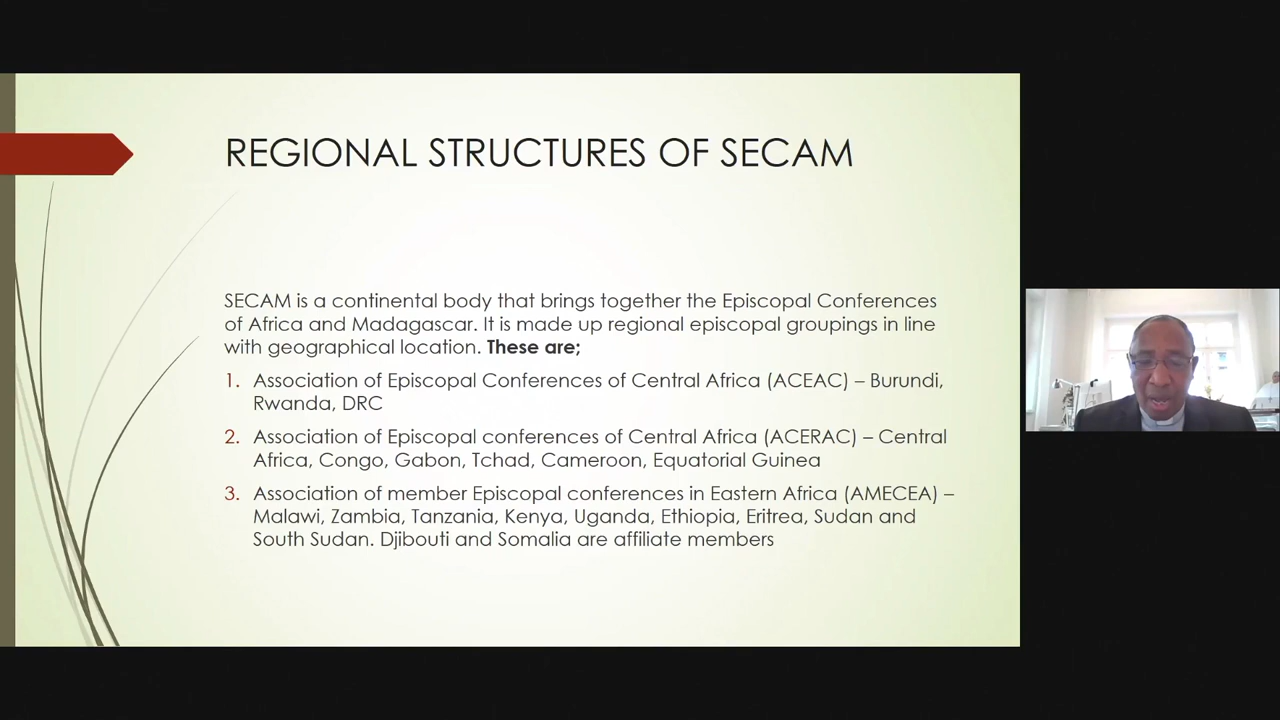 REGIONAL STRUCTURES OF SECAM
SECAM is a continental body that brings together the Episcopal Conferences
of Africa and Madagascar. It is made up regional episcopal groupings in line
with geographical location. These are;
1. Association of Episcopal Conferences of Central Africa (ACEAC) – Burundi,
Rwanda, DRC
2. Association of Episcopal conferences of Central Africa (ACERAC) – Central
Africa, Congo, Gabon, Tchad, Cameroon, Equatorial Guinea
3. Association of member Episcopal conferences in Eastern Africa (AMECEA) –
Malawi, Zambia, Tanzania, Kenya, Uganda, Ethiopia, Eritrea, Sudan and
South Sudan. Djibouti and Somalia are affiliate members